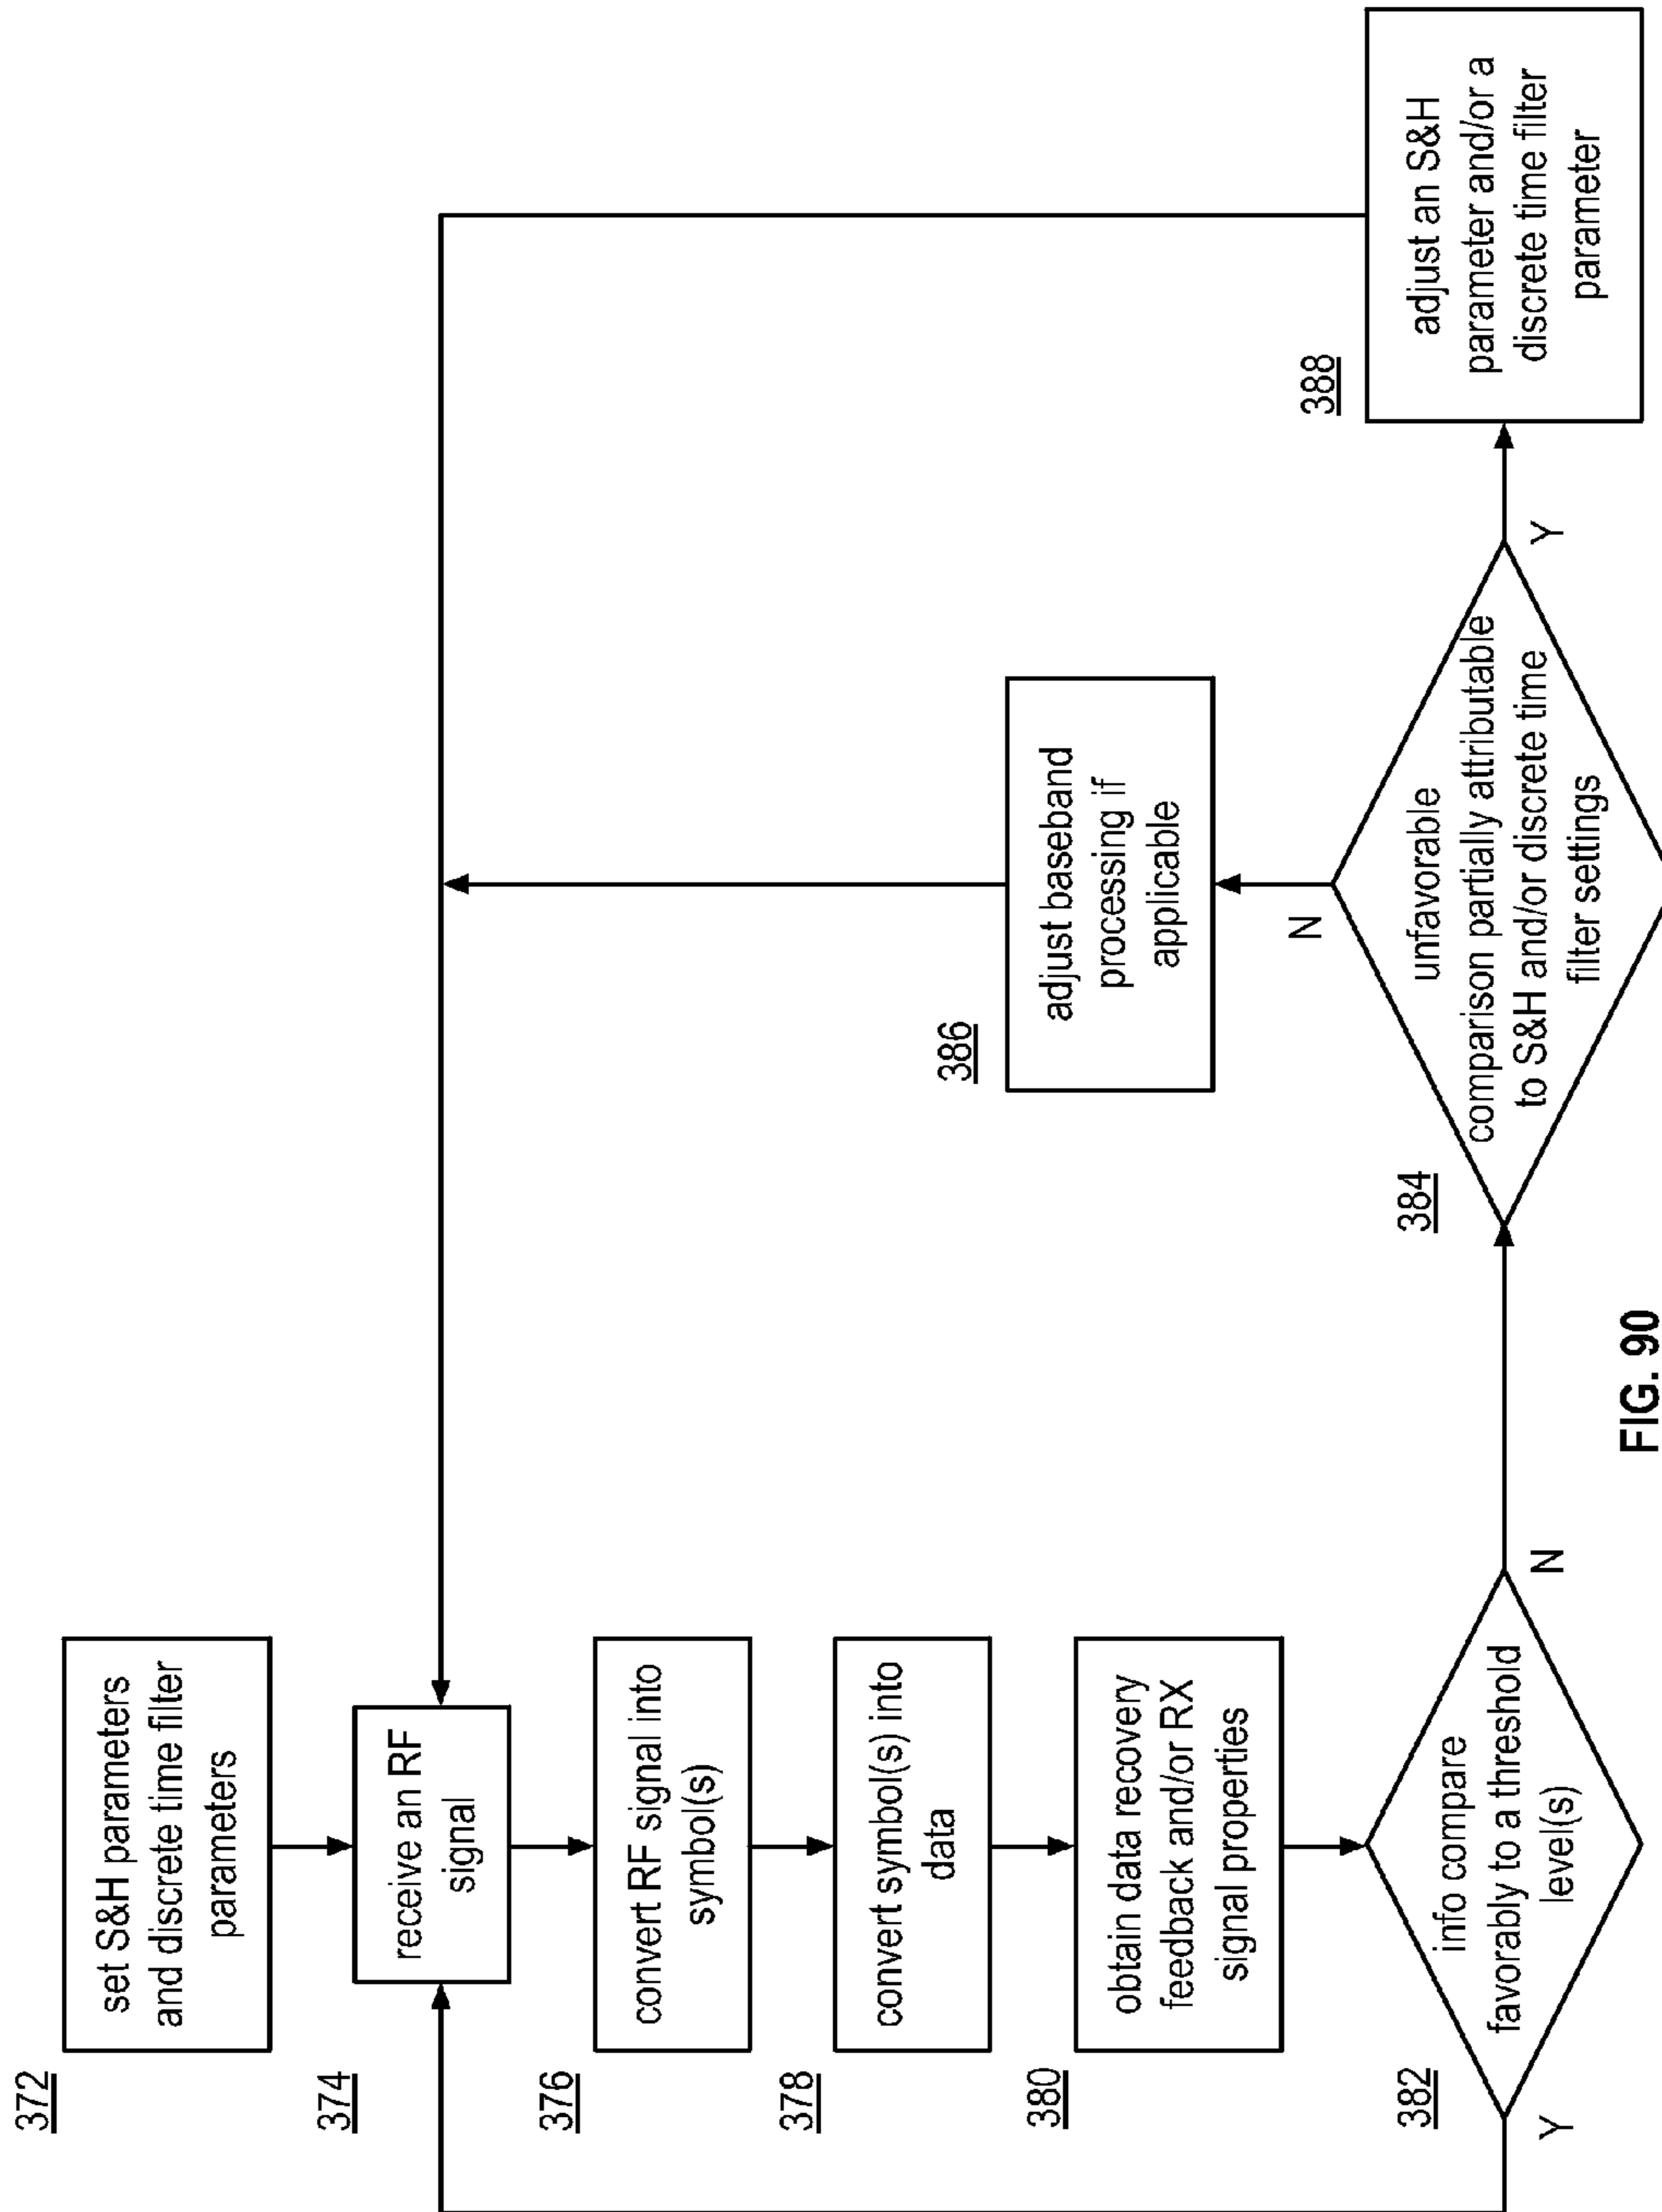 372
set S&H parameters
and discrete time filter
parameters
374
receive an RF
signal
376
convert RF signal into
symbol(s)
378
convert symbol(s) into
data
380
obtain data recovery
feedback and/or RX
signal properties
382
info compare
favorably to a threshold
level(s)
Y
N
384
unfavorable
comparison partially attributable
to S&H and/or discrete time
filter settings
N
Y
386
adjust baseband
processing if
applicable
388
adjust an S&H
parameter and/or a
discrete time filter
parameter
FIG. 90